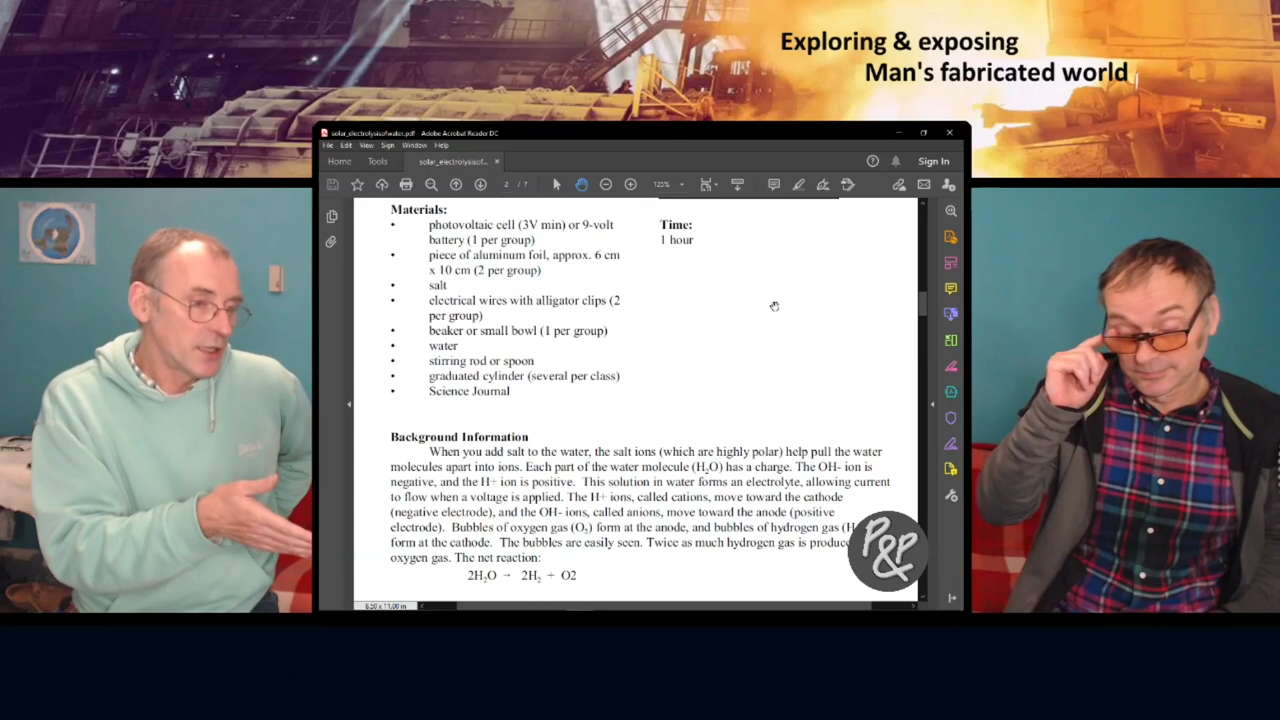 Exploring & exposing
Man's fabricated world
solar_electrolysisofwater.pdf - Adobe Acrobat Reader DC
File Edit View Sign Window Help
Home Tools solar_electrolysisof... × Sign In
2 / 7 125%
Materials:
• photovoltaic cell (3V min) or 9-volt
battery (1 per group)
• piece of aluminum foil, approx. 6 cm
x 10 cm (2 per group)
• salt
• electrical wires with alligator clips (2
per group)
• beaker or small bowl (1 per group)
• water
• stirring rod or spoon
• graduated cylinder (several per class)
• Science Journal
Time:
1 hour
Background Information
When you add salt to the water, the salt ions (which are highly polar) help pull the water
molecules apart into ions. Each part of the water molecule (H₂O) has a charge. The OH- ion is
negative, and the H+ ion is positive. This solution in water forms an electrolyte, allowing current
to flow when a voltage is applied. The H+ ions, called cations, move toward the cathode
(negative electrode), and the OH- ions, called anions, move toward the anode (positive
electrode). Bubbles of oxygen gas (O₂) form at the anode, and bubbles of hydrogen gas (H
form at the cathode. The bubbles are easily seen. Twice as much hydrogen gas is produce
oxygen gas. The net reaction:
2H₂O → 2H₂ + O2
P&P
8.50 x 11.00 in